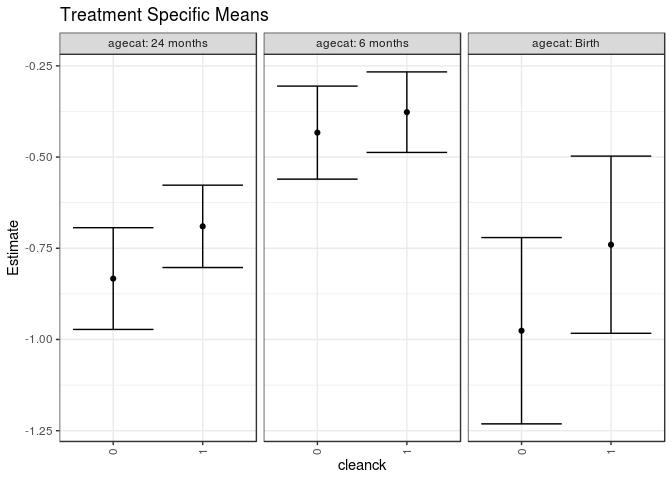 Treatment Specific Means
agecat: 24 months
agecat: 6 months
agecat: Birth
-0.25
-0.50
-0.75
-1.00
-1.25
Estimate
0
1
0
1
0
1
cleanck